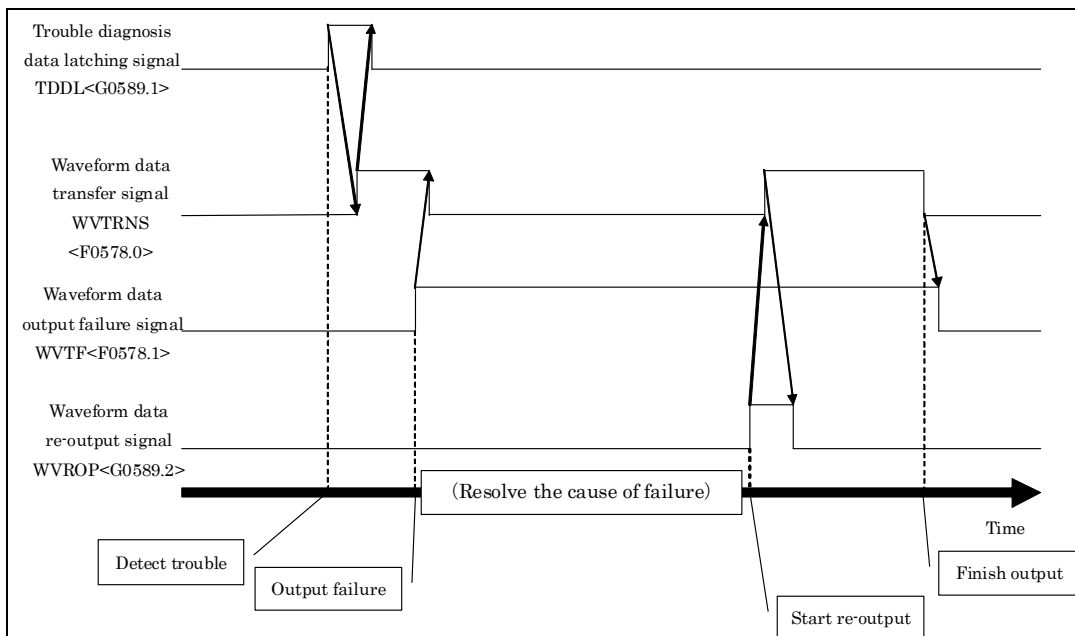 Trouble diagnosis
data latching signal
TDDL<G0589.1>
Waveform data
transfer signal
WVTRNS
<F0578.0>
Waveform data
output failure signal
WVTF<F0578.1>
Waveform data
re-output signal
WVROP<G0589.2>
(Resolve the cause of failure)
Time
Detect trouble
Output failure
Start re-output
Finish output